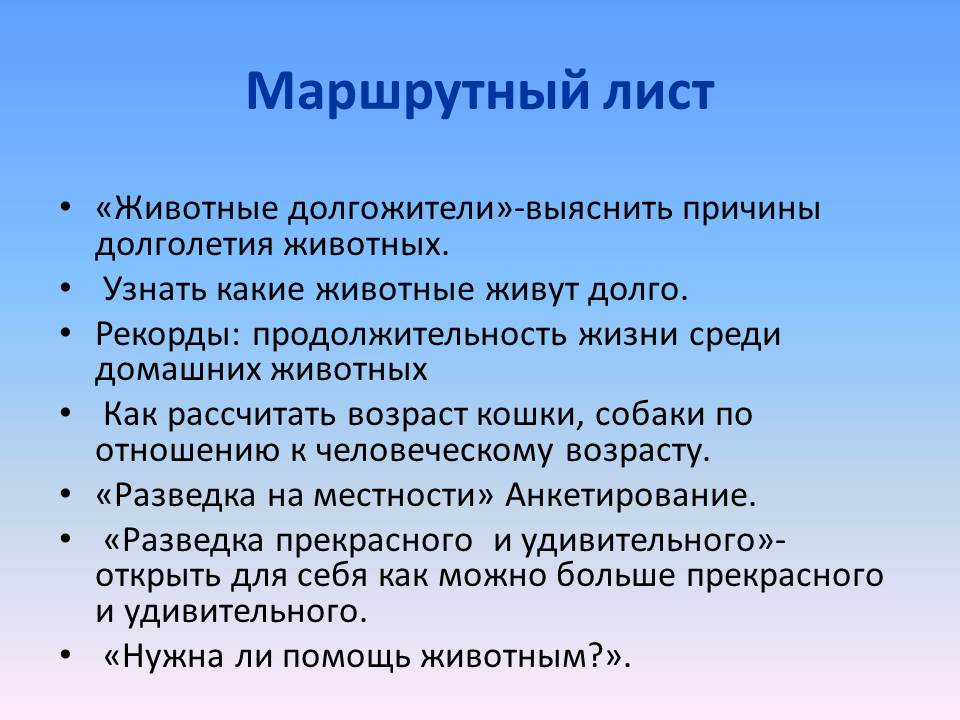 Маршрутный лист
• «Животные долгожители»-выяснить причины
долголетия животных.
• Узнать какие животные живут долго.
• Рекорды: продолжительность жизни среди
домашних животных
• Как рассчитать возраст кошки, собаки по
отношению к человеческому возрасту.
• «Разведка на местности» Анкетирование.
• «Разведка прекрасного  и удивительного»-
открыть для себя как можно больше прекрасного
и удивительного.
• «Нужна ли помощь животным?».